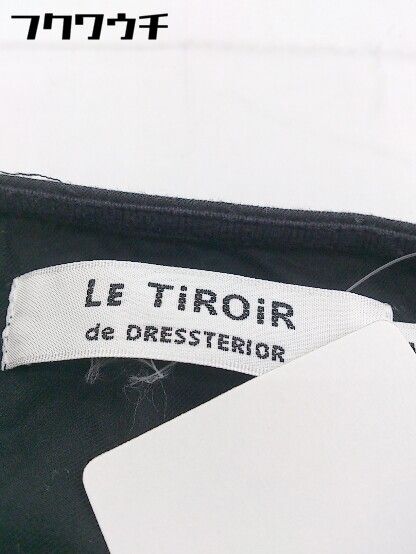 フクワウチ
LE TiROiR
de DRESSTERIOR